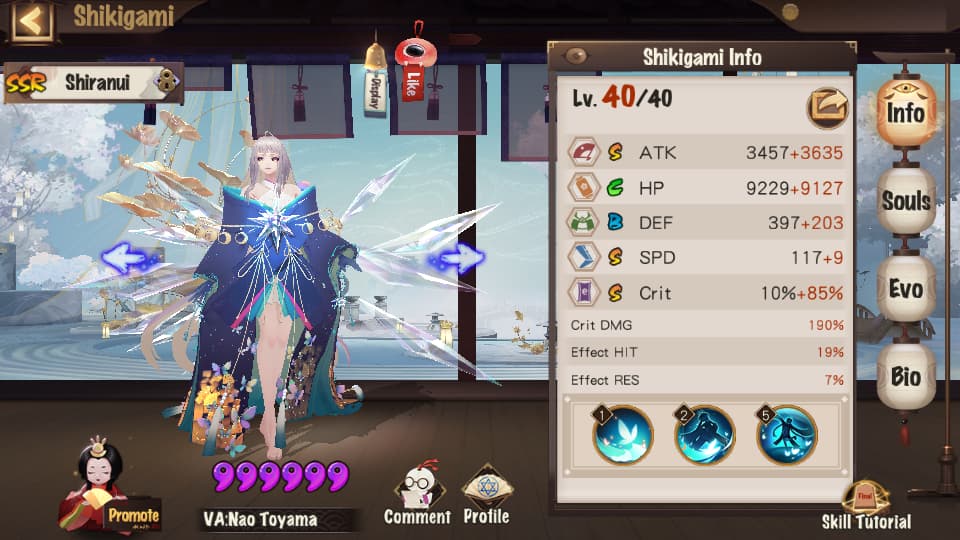 Shikigami
SSR Shiranui
Display
Like
Shikigami Info
Lv. 40/40
S ATK 3457+3635
C HP 9229+9127
B DEF 397+203
S SPD 117+9
S Crit 10%+85%
Crit DMG 190%
Effect HIT 19%
Effect RES 7%
1 2 5
Info
Souls
Evo
Bio
Promote
VA:Nao Toyama
Comment
Profile
Final
Skill Tutorial